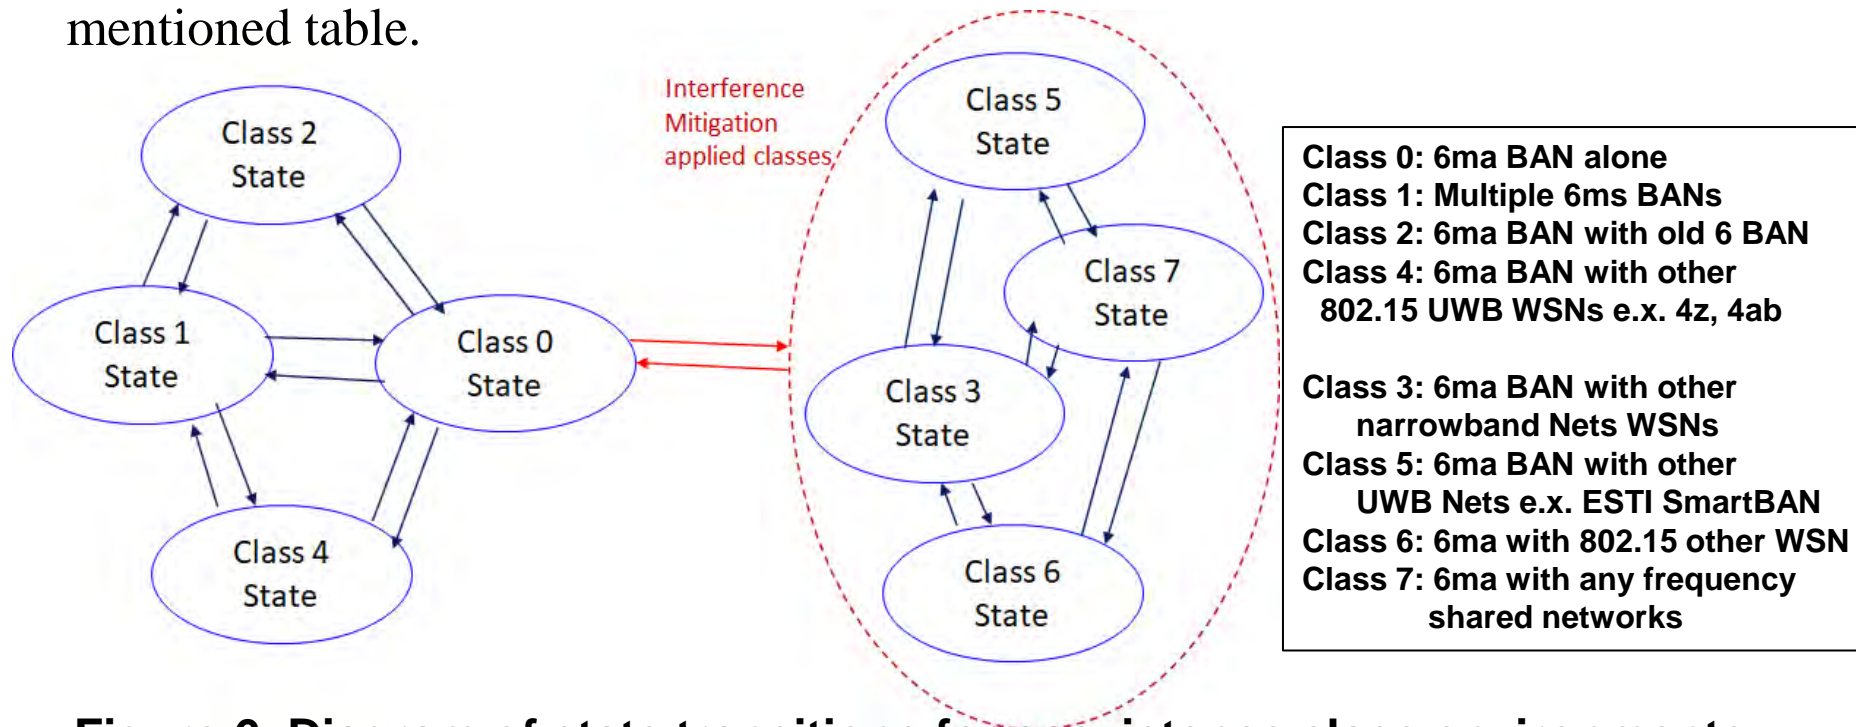 mentioned table.
Interference
Mitigation
applied classes
Class 2
State
Class 1
State
Class 0
State
Class 4
State
Class 5
State
Class 7
State
Class 3
State
Class 6
State
Class 0: 6ma BAN alone
Class 1: Multiple 6ms BANs
Class 2: 6ma BAN with old 6 BAN
Class 4: 6ma BAN with other
802.15 UWB WSNs e.x. 4z, 4ab
Class 3: 6ma BAN with other
narrowband Nets WSNs
Class 5: 6ma BAN with other
UWB Nets e.x. ESTI SmartBAN
Class 6: 6ma with 802.15 other WSN
Class 7: 6ma with any frequency
shared networks
Diagram of state transitions for